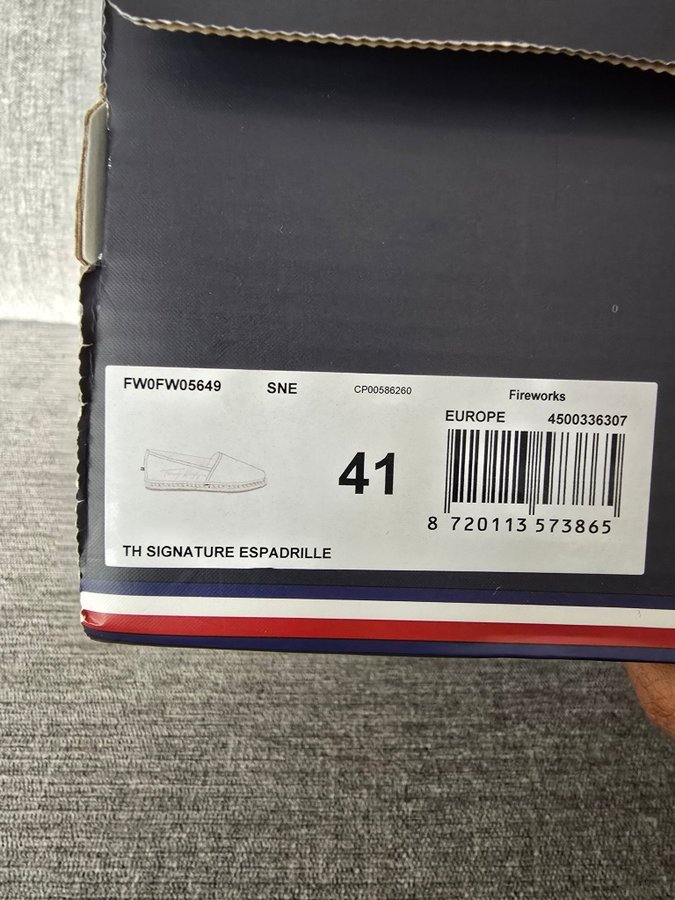 FW0FW05649 SNE CP00586260 Fireworks
EUROPE 4500336307
41
8 720113 573865
TH SIGNATURE ESPADRILLE